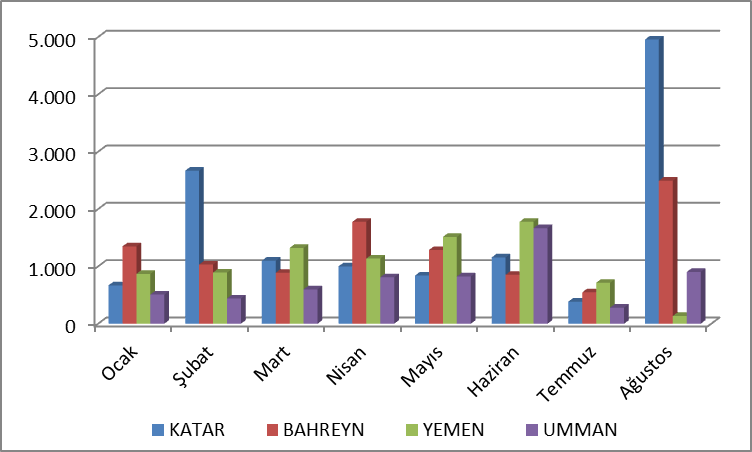 5.000
4.000
3.000
2.000
1.000
0
Ocak
Şubat
Mart
Nisan
Mayıs
Haziran
Temmuz
Ağustos
KATAR BAHREYN YEMEN UMMAN